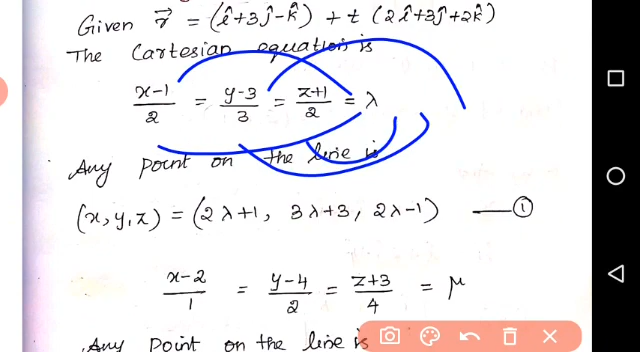 Given r⃗ = (î+3ĵ-k̂) + t (2î+3ĵ+2k̂)
The Cartesian equation is
x-1/2 = y-3/3 = z+1/2 = λ
Any point on the line is
(x,y,z) = (2λ+1, 3λ+3, 2λ-1) —①
x-2/1 = y-4/2 = z+3/4 = μ
Any point on the line is